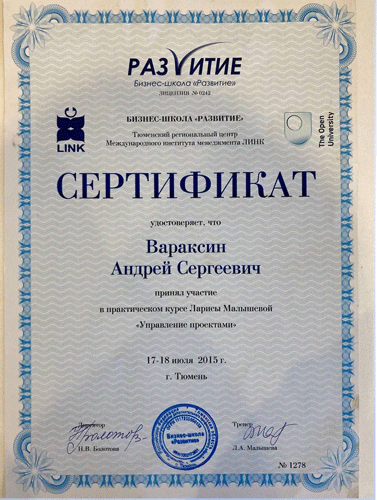 РАЗВИТИЕ
Бизнес-школа «Развитие»
ЛИЦЕНЗИЯ № 0242
БИЗНЕС-ШКОЛА «РАЗВИТИЕ»
Тюменский региональный центр
Международного института менеджмента ЛИНК
LINK
The Open
University
СЕРТИФИКАТ
удостоверяет, что
Вараксин
Андрей Сергеевич
принял участие
в практическом курсе Ларисы Малышевой
«Управление проектами»
17-18 июля 2015 г.
г. Тюмень
Директор
Н.В. Болотова
Бизнес-школа
«Развитие»
Тренер
Л.А. Малышева
№ 1278